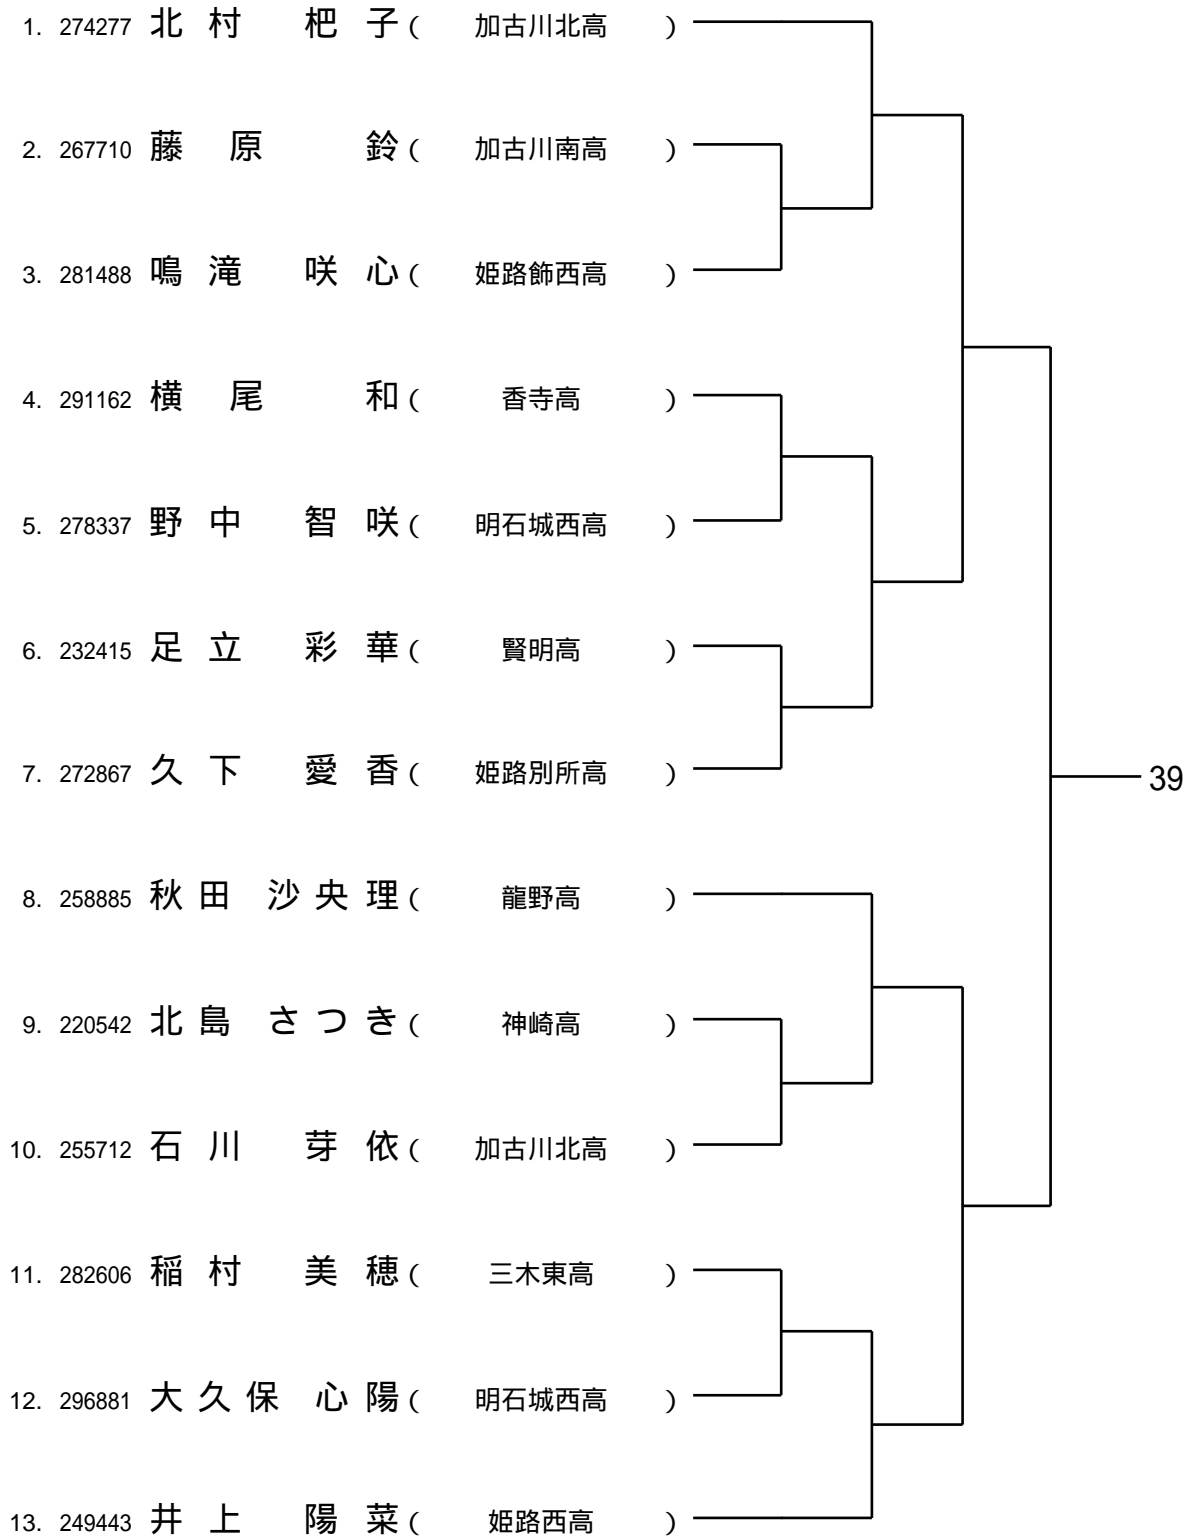 1. 274277 北村 杷子 ( 加古川北高 )
2. 267710 藤原 鈴 ( 加古川南高 )
3. 281488 鳴滝 咲心 ( 姫路飾西高 )
4. 291162 横尾 和 ( 香寺高 )
5. 278337 野中 智咲 ( 明石城西高 )
6. 232415 足立 彩華 ( 賢明高 )
7. 272867 久下 愛香 ( 姫路別所高 )
39
8. 258885 秋田 沙央理 ( 龍野高 )
9. 220542 北島 さつき ( 神崎高 )
10. 255712 石川 芽依 ( 加古川北高 )
11. 282606 稲村 美穂 ( 三木東高 )
12. 296881 大久保 心陽 ( 明石城西高 )
13. 249443 井上 陽菜 ( 姫路西高 )